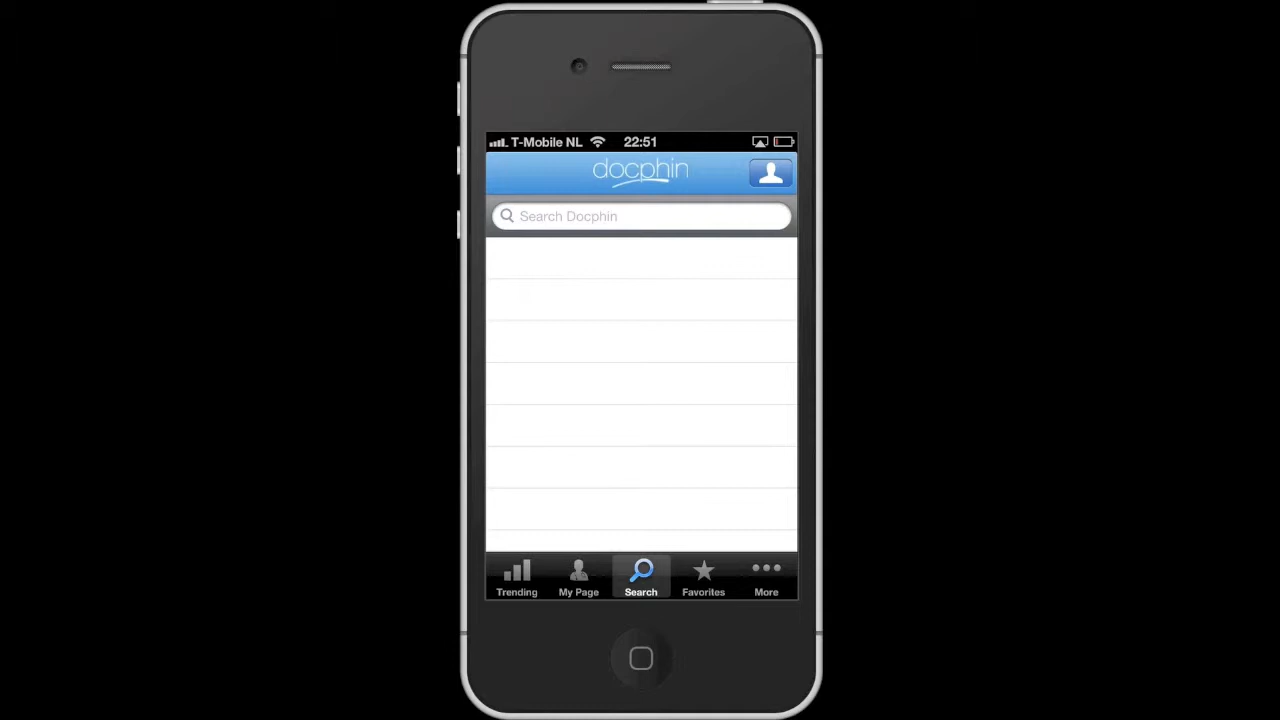 T-Mobile NL 22:51
docphin
Search Docphin
Trending My Page Search Favorites More